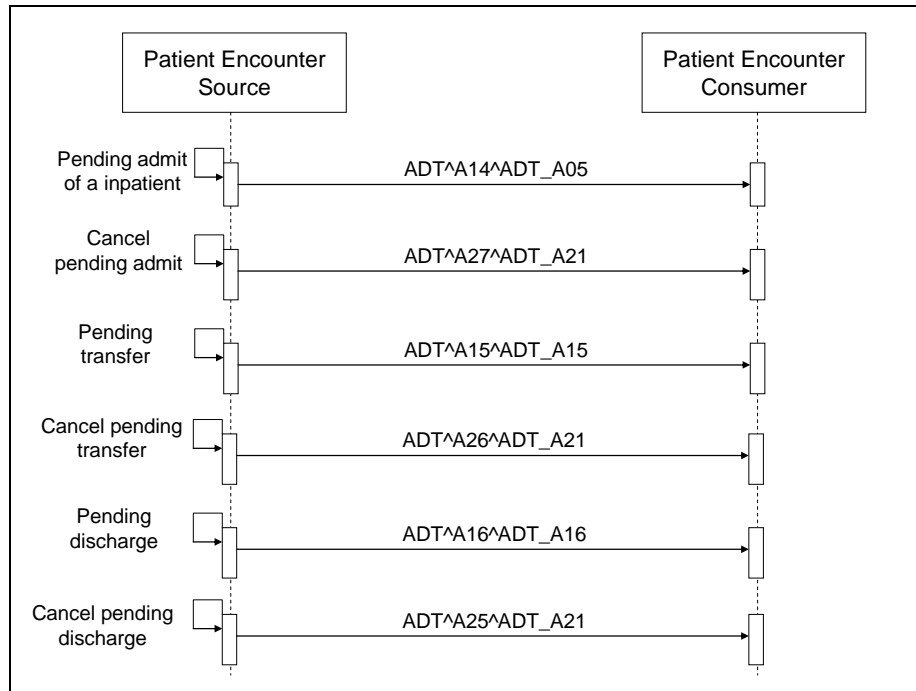 Patient Encounter
Source
Patient Encounter
Consumer
Pending admit
of a inpatient
ADT^A14^ADT_A05
Cancel
pending admit
ADT^A27^ADT_A21
Pending
transfer
ADT^A15^ADT_A15
Cancel pending
transfer
ADT^A26^ADT_A21
Pending
discharge
ADT^A16^ADT_A16
Cancel pending
discharge
ADT^A25^ADT_A21